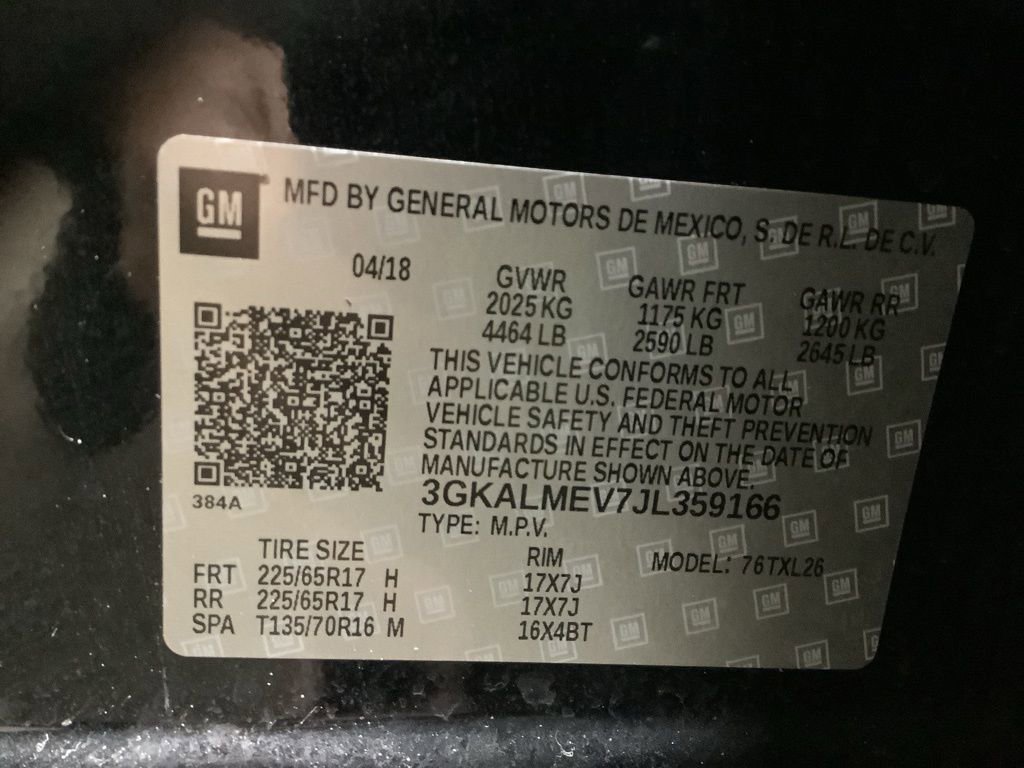 GM
MFD BY GENERAL MOTORS DE MEXICO, S. DE R.L. DE C.V.
04/18
GVWR GAWR FRT GAWR RR
2025 KG 1175 KG 1200 KG
4464 LB 2590 LB 2645 LB
THIS VEHICLE CONFORMS TO ALL
APPLICABLE U.S. FEDERAL MOTOR
VEHICLE SAFETY AND THEFT PREVENTION
STANDARDS IN EFFECT ON THE DATE OF
MANUFACTURE SHOWN ABOVE.
384A
3GKALMEV7JL359166
TYPE: M.P.V.
TIRE SIZE RIM MODEL: 76TXL26
FRT 225/65R17 H 17X7J
RR 225/65R17 H 17X7J
SPA T135/70R16 M 16X4BT